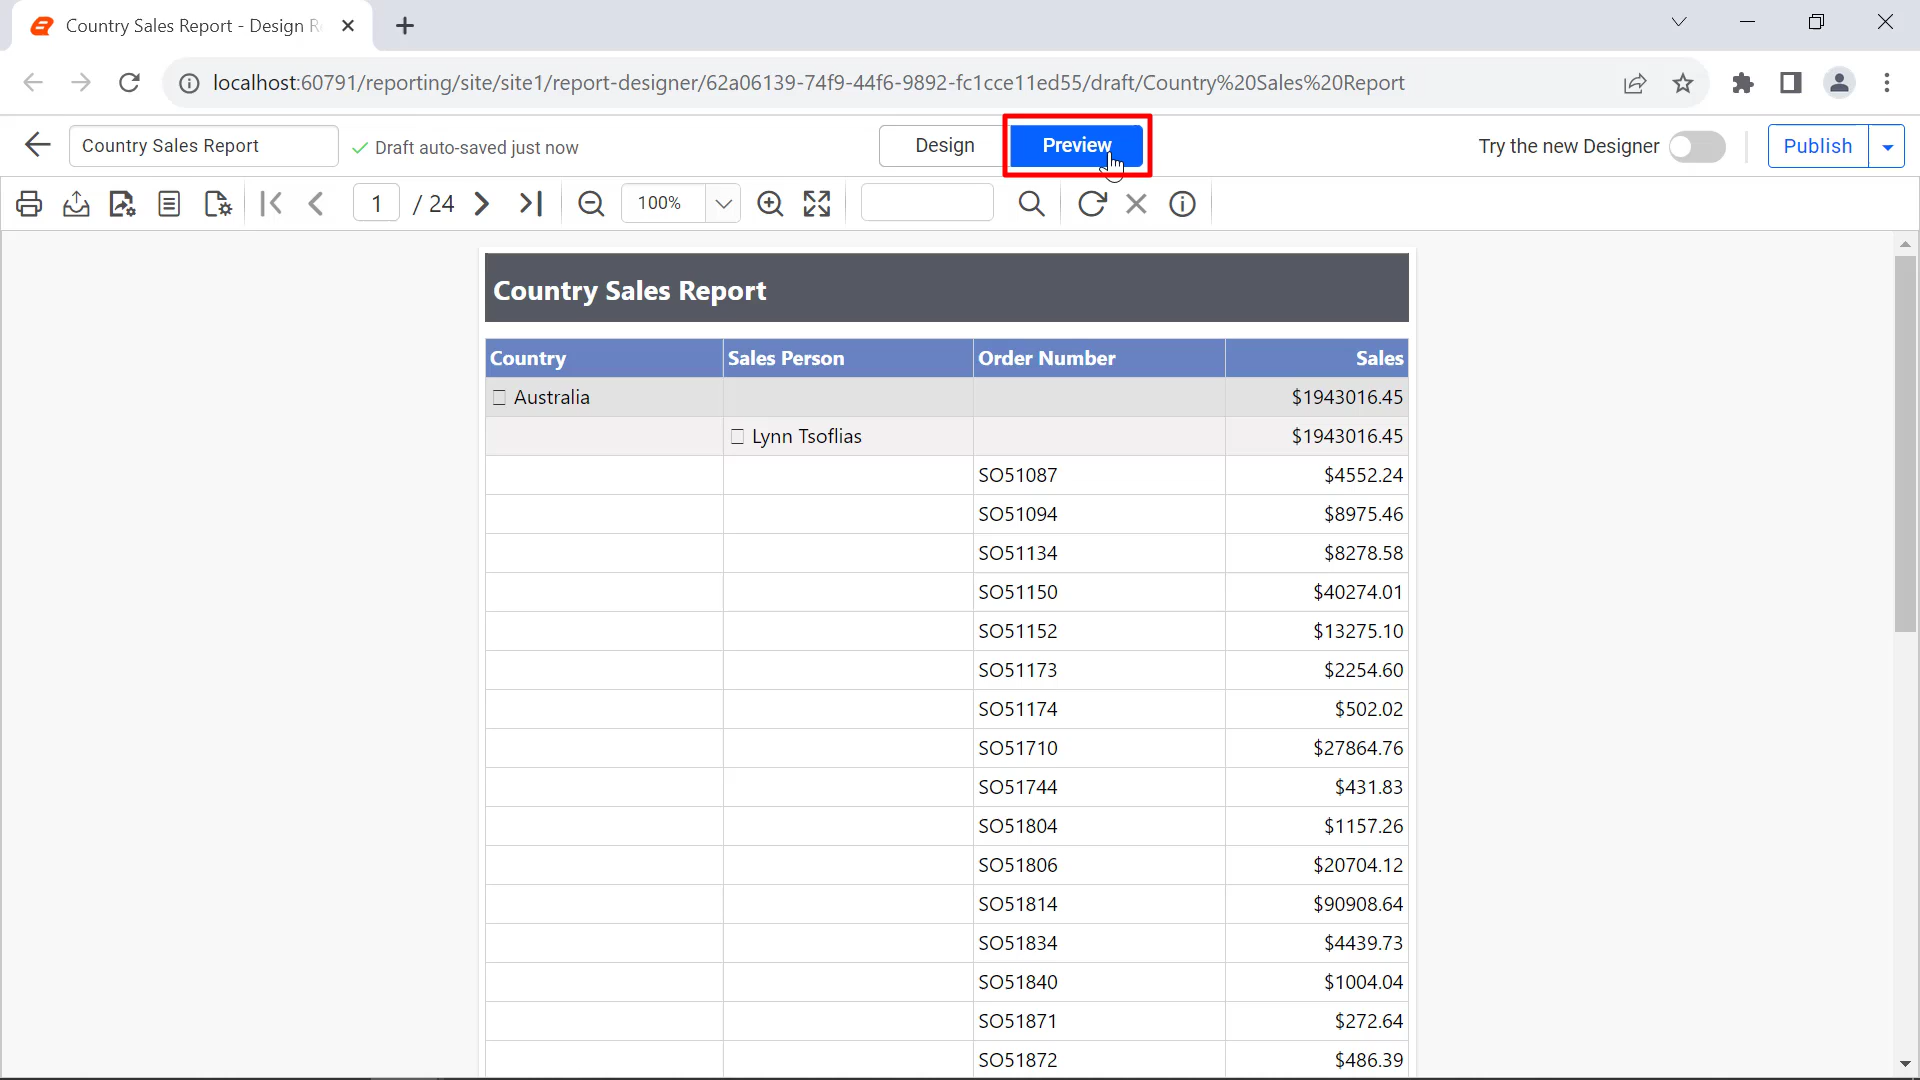 Country Sales Report - Design R
localhost:60791/reporting/site/site1/report-designer/62a06139-74f9-44f6-9892-fc1cce11ed55/draft/Country%20Sales%20Report
Country Sales Report
Draft auto-saved just now
Design
Preview
Try the new Designer
Publish
1 / 24
100%
Country Sales Report
Country Sales Person Order Number Sales
Australia $1943016.45
Lynn Tsoflias $1943016.45
SO51087 $4552.24
SO51094 $8975.46
SO51134 $8278.58
SO51150 $40274.01
SO51152 $13275.10
SO51173 $2254.60
SO51174 $502.02
SO51710 $27864.76
SO51744 $431.83
SO51804 $1157.26
SO51806 $20704.12
SO51814 $90908.64
SO51834 $4439.73
SO51840 $1004.04
SO51871 $272.64
SO51872 $486.39